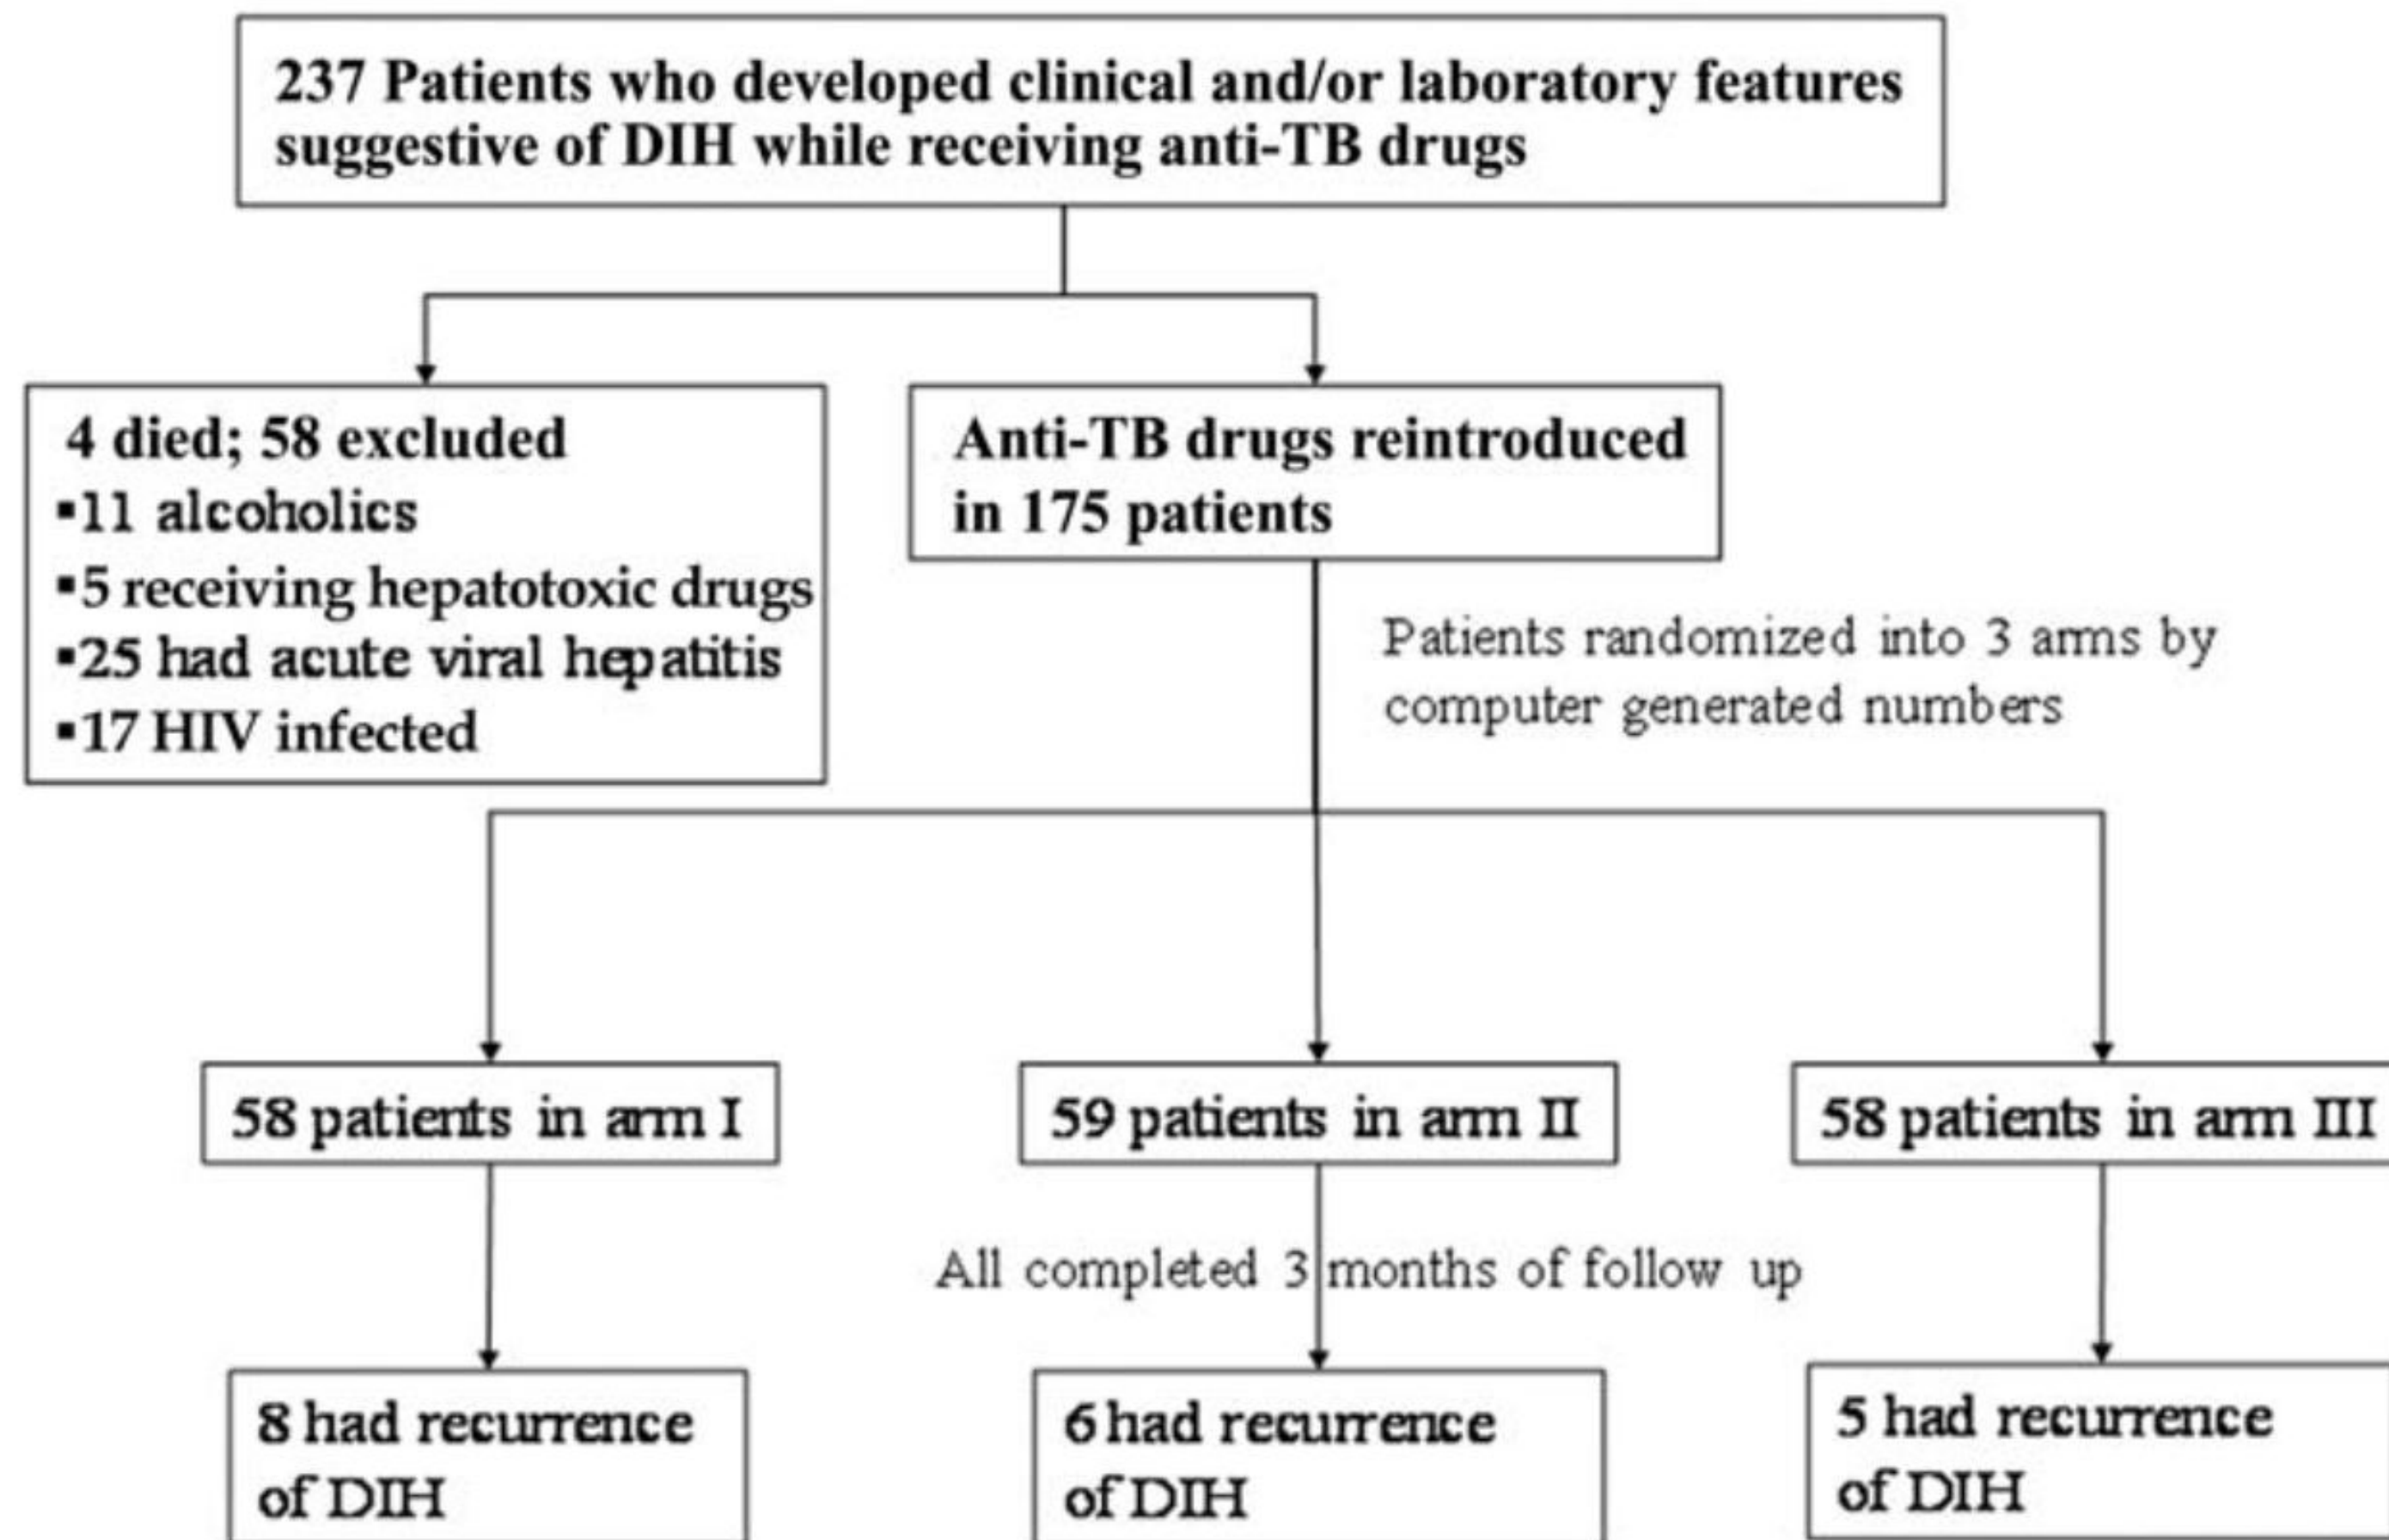 237 Patients who developed clinical and/or laboratory features
suggestive of DIH while receiving anti-TB drugs
4 died; 58 excluded
▪11 alcoholics
▪5 receiving hepatotoxic drugs
▪25 had acute viral hepatitis
▪17 HIV infected
Anti-TB drugs reintroduced
in 175 patients
Patients randomized into 3 arms by
computer generated numbers
58 patients in arm I
59 patients in arm II
58 patients in arm III
All completed 3 months of follow up
8 had recurrence
of DIH
6 had recurrence
of DIH
5 had recurrence
of DIH